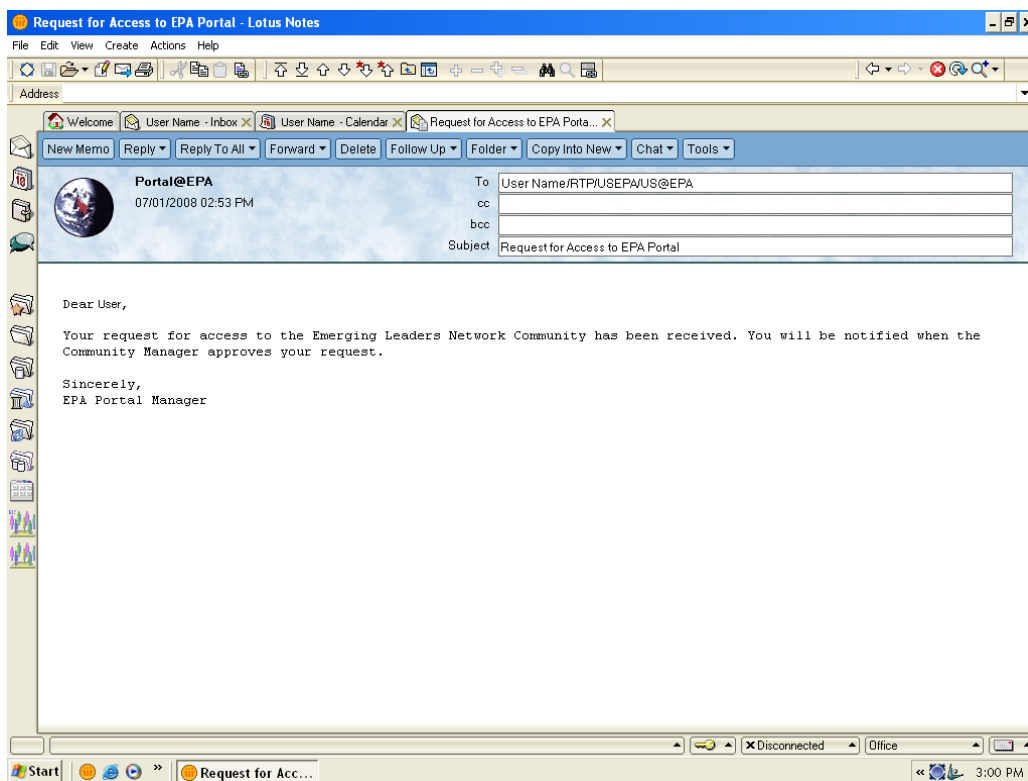 Request for Access to EPA Portal - Lotus Notes
File Edit View Create Actions Help
Address
Welcome User Name - Inbox User Name - Calendar Request for Access to EPA Porta...
New Memo Reply Reply To All Forward Delete Follow Up Folder Copy Into New Chat Tools
Portal@EPA To User Name/RTP/USEPA/US@EPA
07/01/2008 02:53 PM cc
bcc
Subject Request for Access to EPA Portal
Dear User,
Your request for access to the Emerging Leaders Network Community has been received. You will be notified when the
Community Manager approves your request.
Sincerely,
EPA Portal Manager
Disconnected Office
Start » Request for Acc... « 3:00 PM